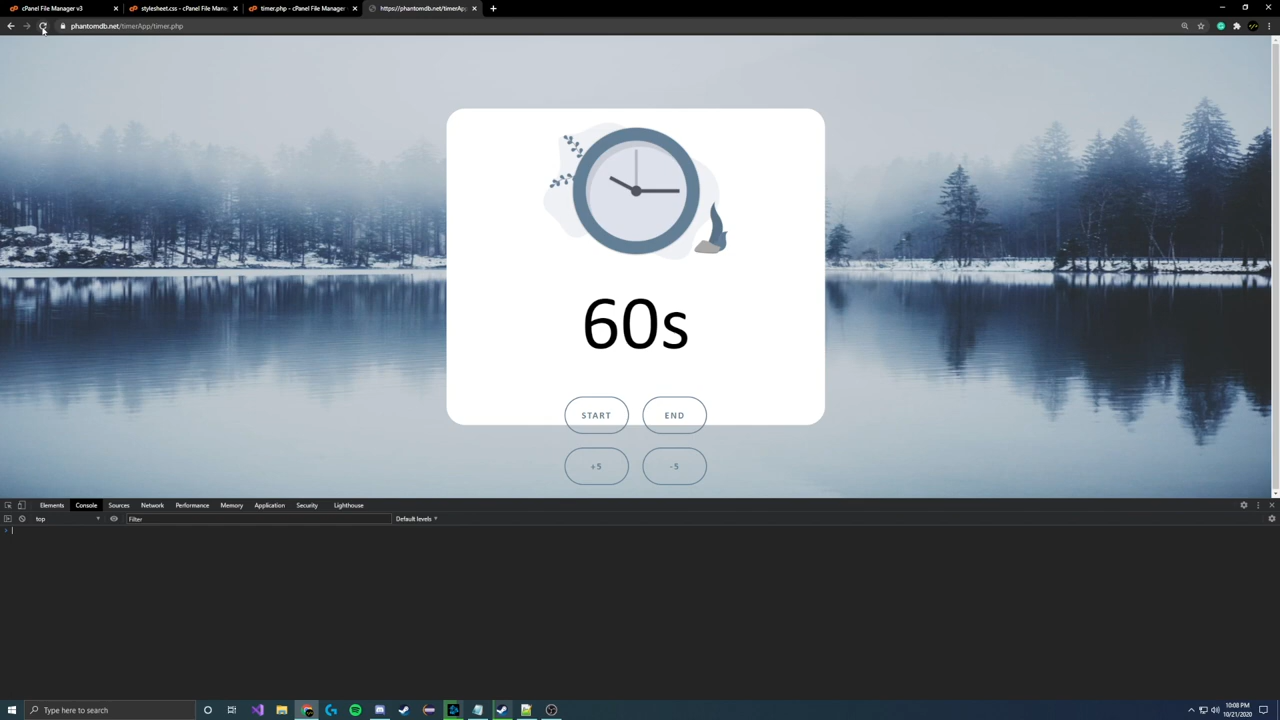 cPanel File Manager v3
stylesheet.css - cPanel File Mana
timer.php - cPanel File Manager
https://phantomdb.net/timerApp
phantomdb.net/timerApp/timer.php
60s
START END
+5 -5
Elements Console Sources Network Performance Memory Application Security Lighthouse
top Filter Default levels
Type here to search
10:08 PM
10/21/2020